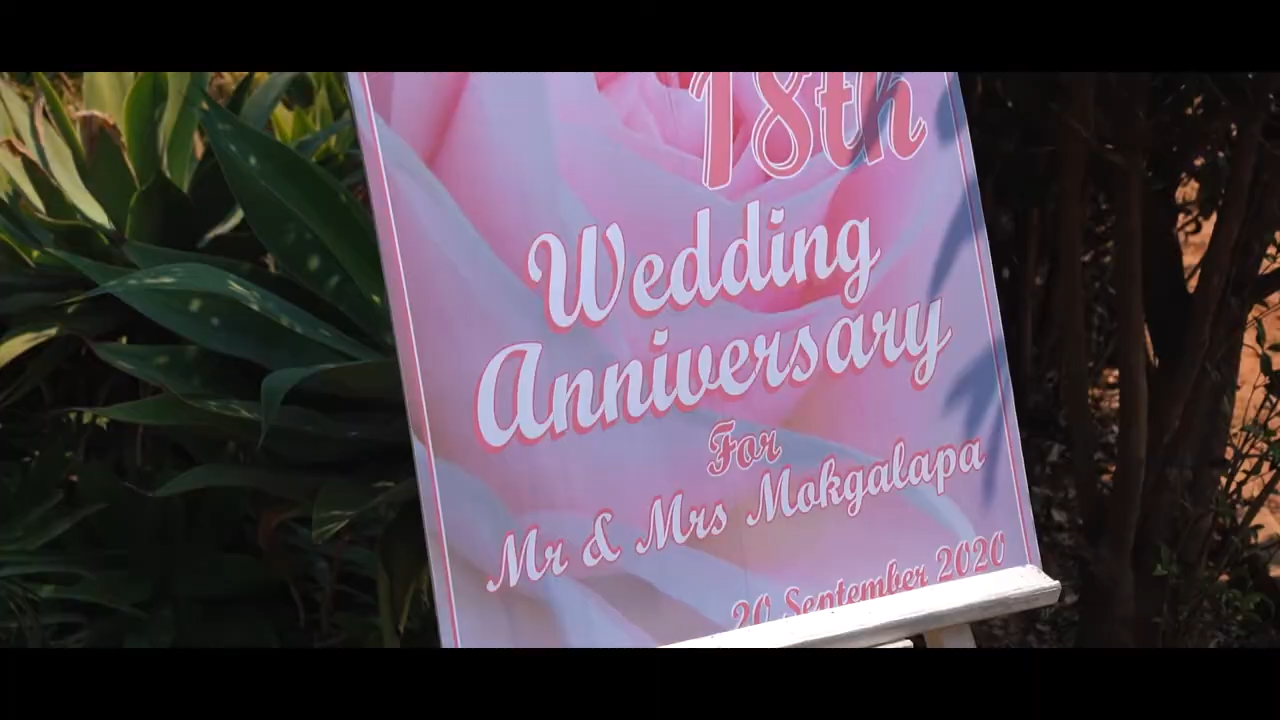 18th
Wedding
Anniversary
For
Mr & Mrs Mokgalapa
20 September 2020